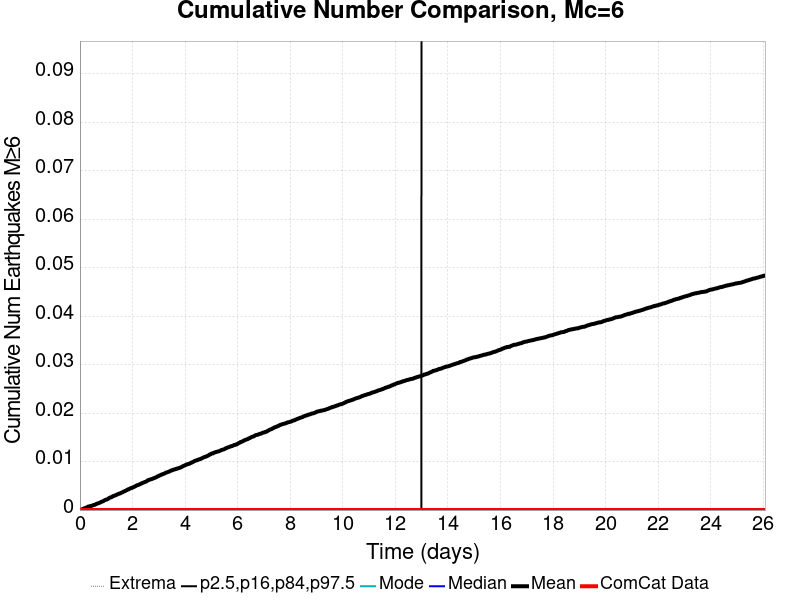 Cumulative Number Comparison, Mc=6
Cumulative Num Earthquakes M≥6
0.09
0.08
0.07
0.06
0.05
0.04
0.03
0.02
0.01
0
0 2 4 6 8 10 12 14 16 18 20 22 24 26
Time (days)
Extrema p2.5,p16,p84,p97.5 Mode Median Mean ComCat Data